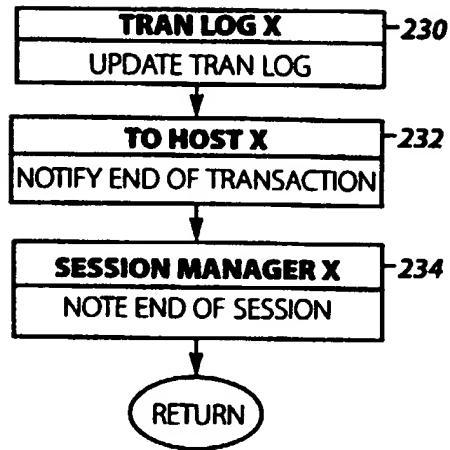 TRAN LOG X
230
UPDATE TRAN LOG
TO HOST X
232
NOTIFY END OF TRANSACTION
SESSION MANAGER X
234
NOTE END OF SESSION
RETURN